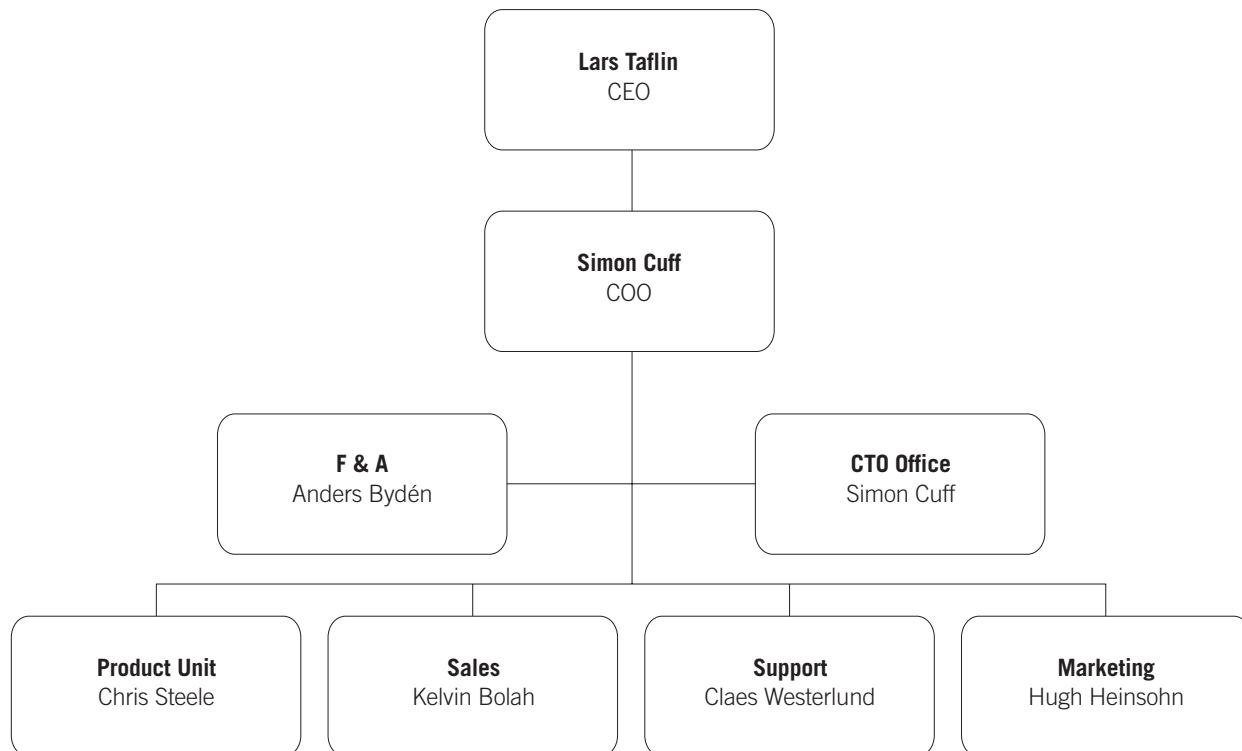 Lars Taflin
CEO
Simon Cuff
COO
F & A
Anders Bydén
CTO Office
Simon Cuff
Product Unit
Chris Steele
Sales
Kelvin Bolah
Support
Claes Westerlund
Marketing
Hugh Heinsohn